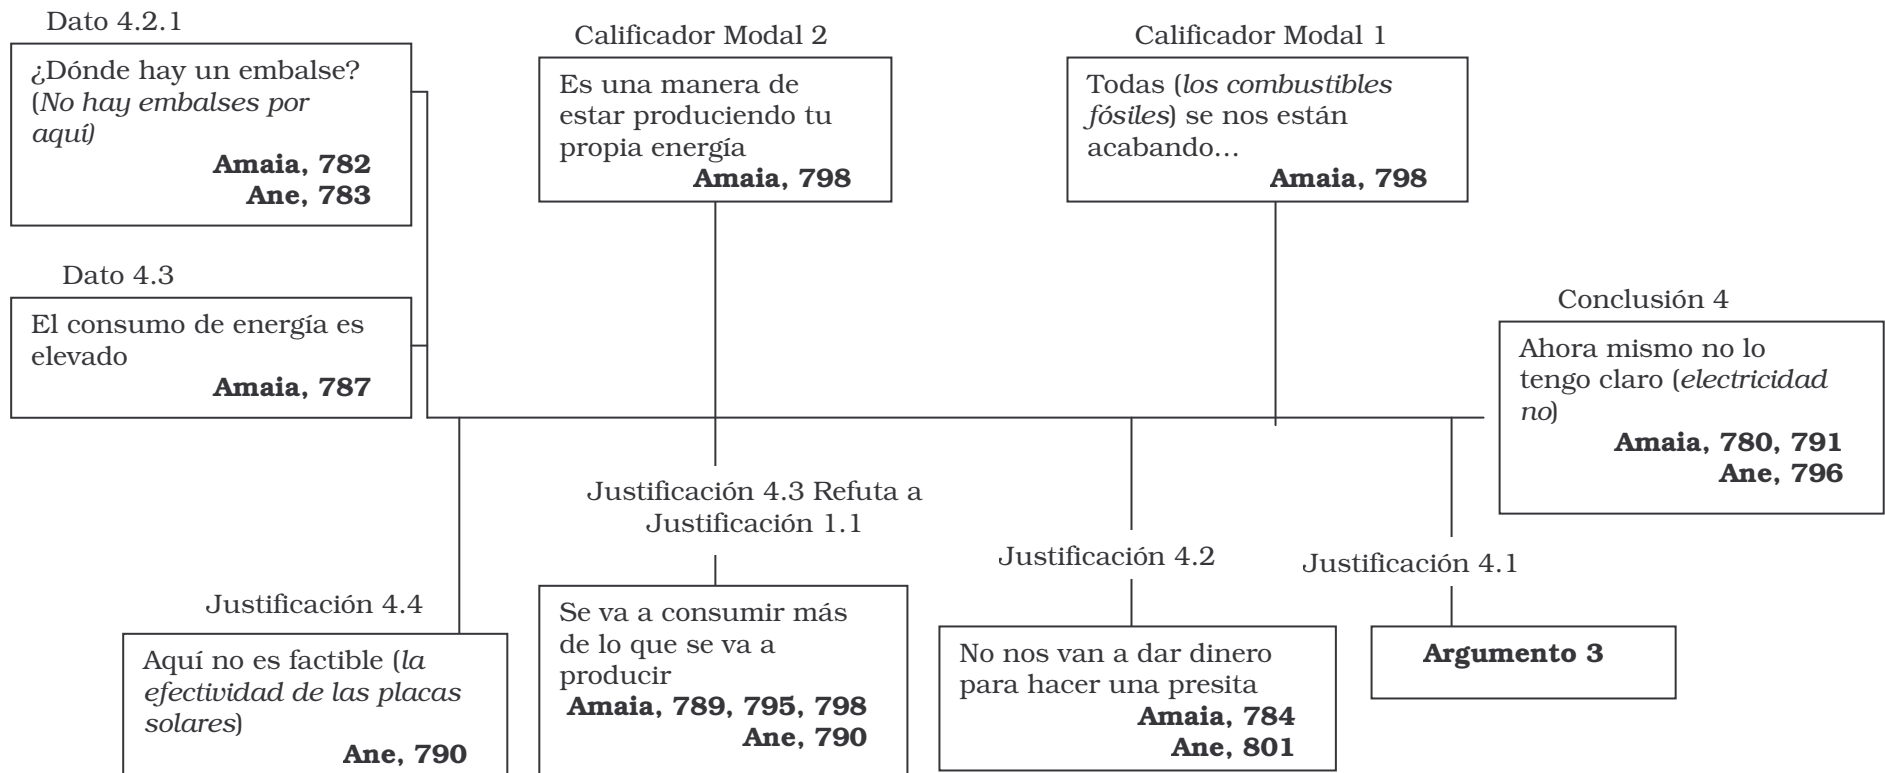 Dato 4.2.1
¿Dónde hay un embalse?
(No hay embalses por
aquí)
Amaia, 782
Ane, 783
Calificador Modal 2
Es una manera de
estar produciendo tu
propia energía
Amaia, 798
Calificador Modal 1
Todas (los combustibles
fósiles) se nos están
acabando…
Amaia, 798
Dato 4.3
El consumo de energía es
elevado
Amaia, 787
Conclusión 4
Ahora mismo no lo
tengo claro (electricidad
no)
Amaia, 780, 791
Ane, 796
Justificación 4.4
Aquí no es factible (la
efectividad de las placas
solares)
Ane, 790
Justificación 4.3 Refuta a
Justificación 1.1
Se va a consumir más
de lo que se va a
producir
Amaia, 789, 795, 798
Ane, 790
Justificación 4.2
No nos van a dar dinero
para hacer una presita
Amaia, 784
Ane, 801
Justificación 4.1
Argumento 3